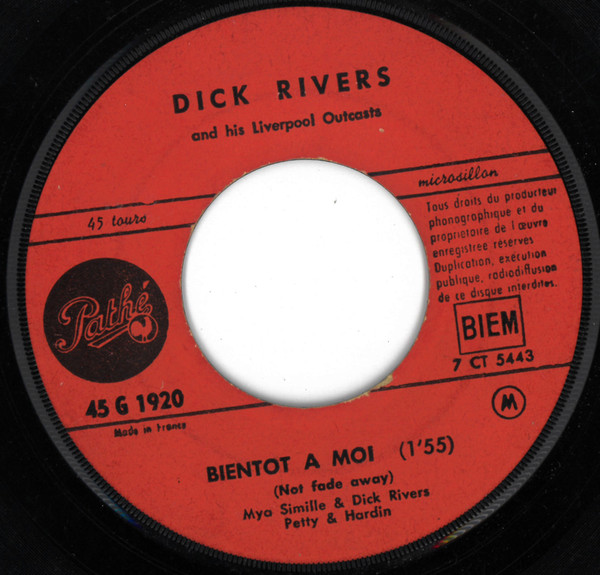 DICK RIVERS
and his Liverpool Outcasts
45 tours
microsillon
Tous droits du producteur
phonographique et du
propriétaire de l'œuvre
enregistrée réservés
Duplication, exécution
publique, radiodiffusion
de ce disque interdites.
Pathé
BIEM
7 CT 5443
45 G 1920
Made in France
M
BIENTOT A MOI (1'55)
(Not fade away)
Mya Simille & Dick Rivers
Petty & Hardin